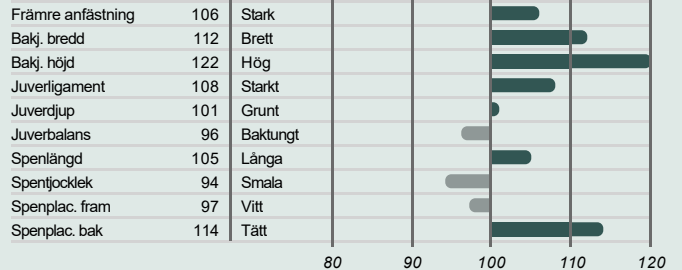 Främre anfästning 106 Stark
Bakj. bredd 112 Brett
Bakj. höjd 122 Hög
Juverligament 108 Starkt
Juverdjup 101 Grunt
Juverbalans 96 Baktungt
Spenlängd 105 Långa
Spentjocklek 94 Smala
Spenplac. fram 97 Vitt
Spenplac. bak 114 Tätt
80 90 100 110 120